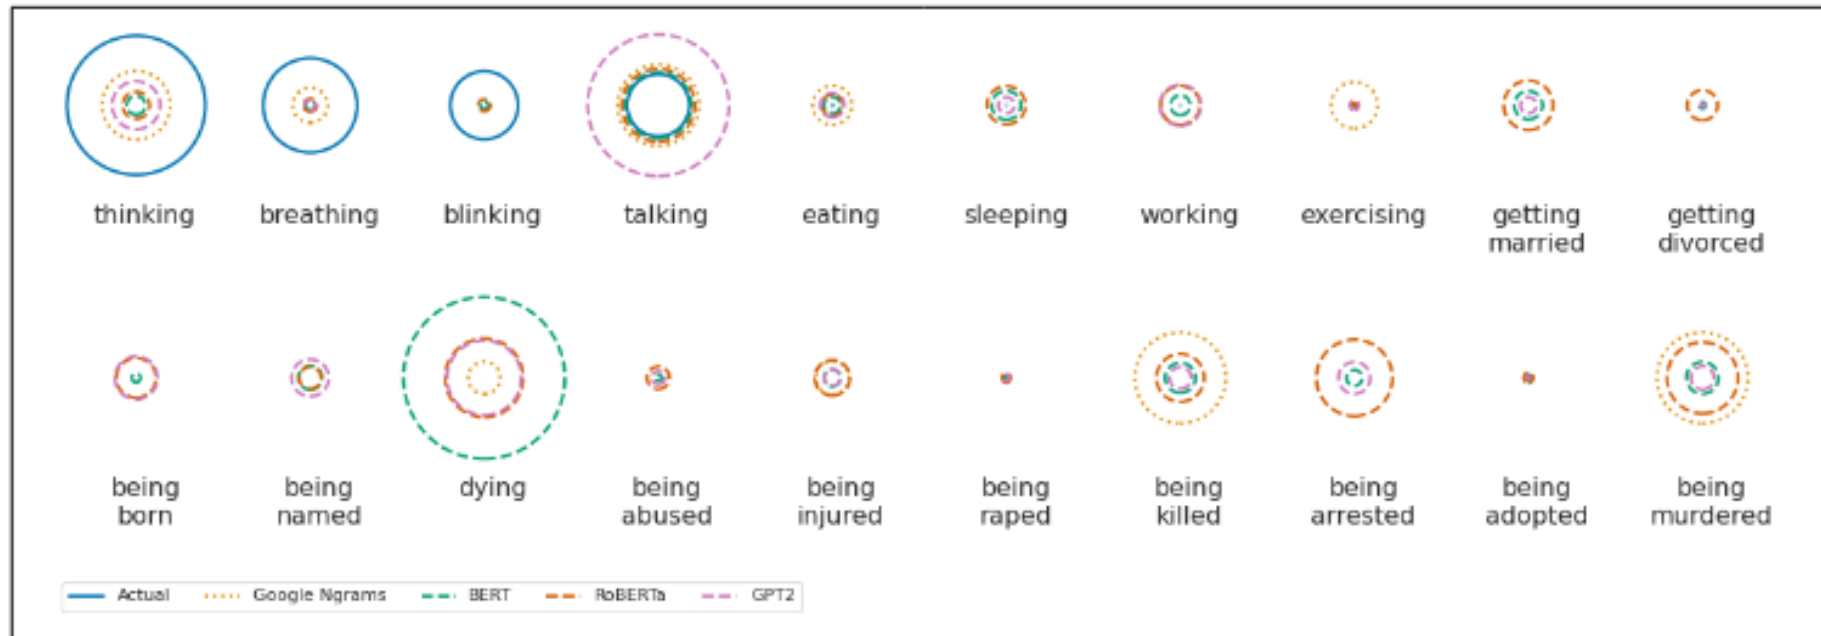 thinking breathing blinking talking eating sleeping working exercising getting married getting divorced
being born being named dying being abused being injured being raped being killed being arrested being adopted being murdered
Actual Google Ngrams BERT RoBERTa GPT2